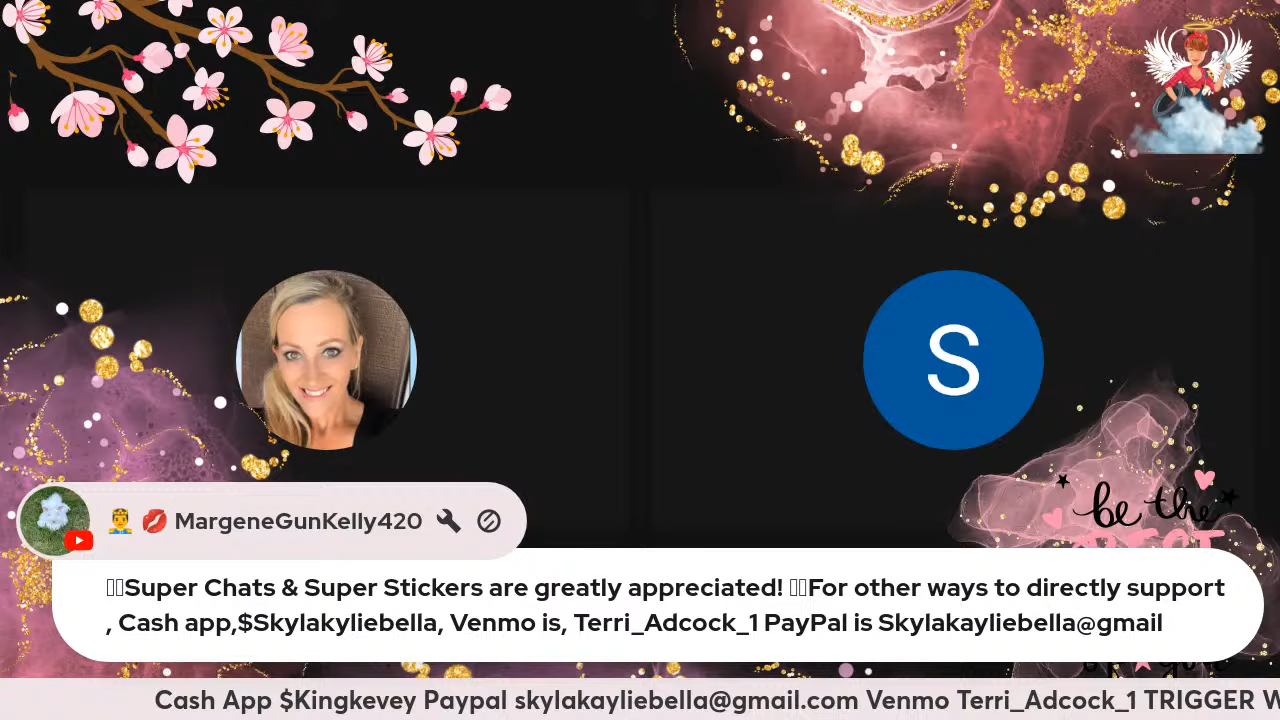 S
be the
MargeneGunKelly420
Super Chats & Super Stickers are greatly appreciated! For other ways to directly support
, Cash app,$Skylakyliebella, Venmo is, Terri_Adcock_1 PayPal is Skylakayliebella@gmail
Cash App $Kingkevey Paypal skylakayliebella@gmail.com Venmo Terri_Adcock_1 TRIGGER